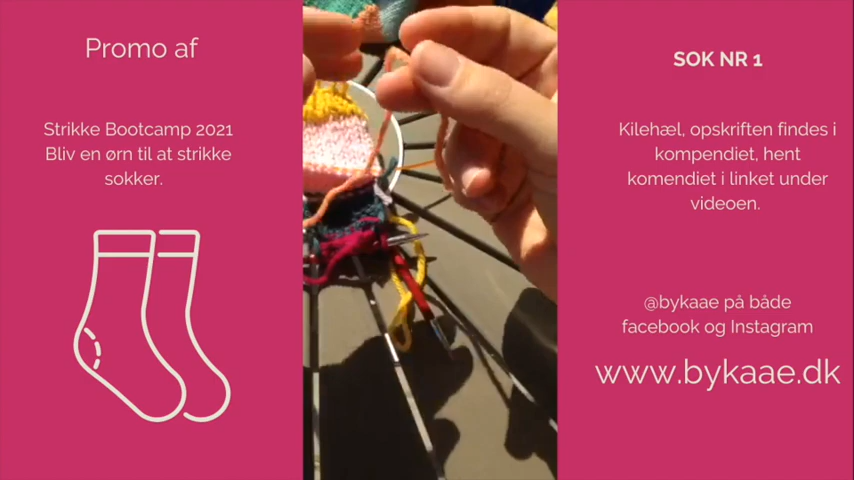 Promo af
Strikke Bootcamp 2021
Bliv en ørn til at strikke
sokker.
SOK NR 1
Kilehæl, opskriften findes i
kompendiet, hent
komendiet i linket under
videoen.
@bykaae på både
facebook og Instagram
www.bykaae.dk